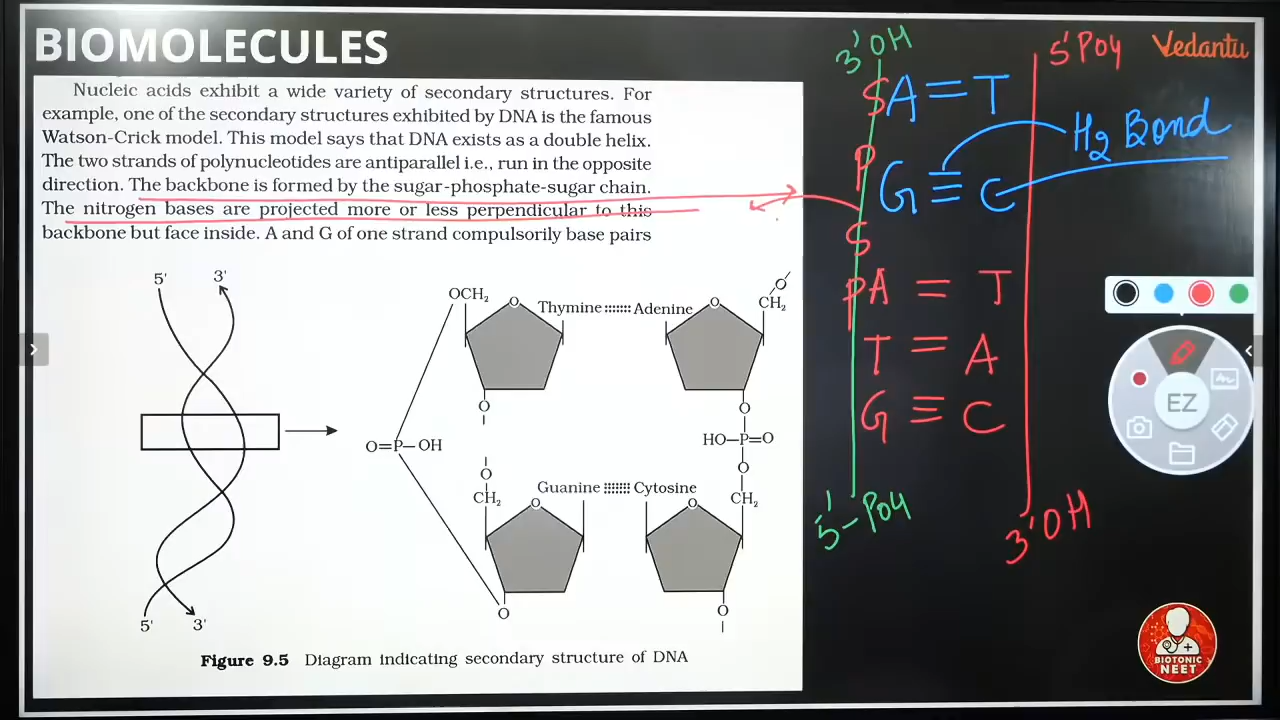 BIOMOLECULES
Nucleic acids exhibit a wide variety of secondary structures. For
example, one of the secondary structures exhibited by DNA is the famous
Watson-Crick model. This model says that DNA exists as a double helix.
The two strands of polynucleotides are antiparallel i.e., run in the opposite
direction. The backbone is formed by the sugar-phosphate-sugar chain.
The nitrogen bases are projected more or less perpendicular to this
backbone but face inside. A and G of one strand compulsorily base pairs
5' 3'
OCH2 O Thymine Adenine O CH2 O
O O
O=P–OH HO–P=O
O O
CH2 Guanine Cytosine CH2
O O
O O
5' 3'
Figure 9.5 Diagram indicating secondary structure of DNA
3'OH 5'PO4 Vedantu
S A = T
H2 Bond
P G ≡ C
S
P A = T
T = A
G ≡ C
5'-PO4 3'OH
EZ
BIOTONIC
NEET